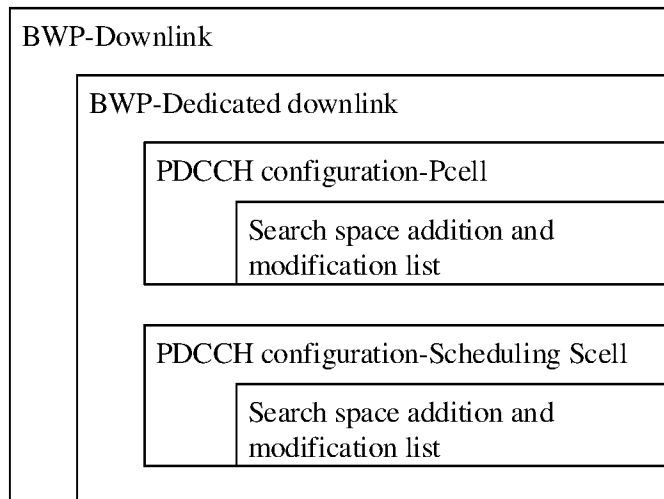 BWP-Downlink
BWP-Dedicated downlink
PDCCH configuration-Pcell
Search space addition and
modification list
PDCCH configuration-Scheduling Scell
Search space addition and
modification list